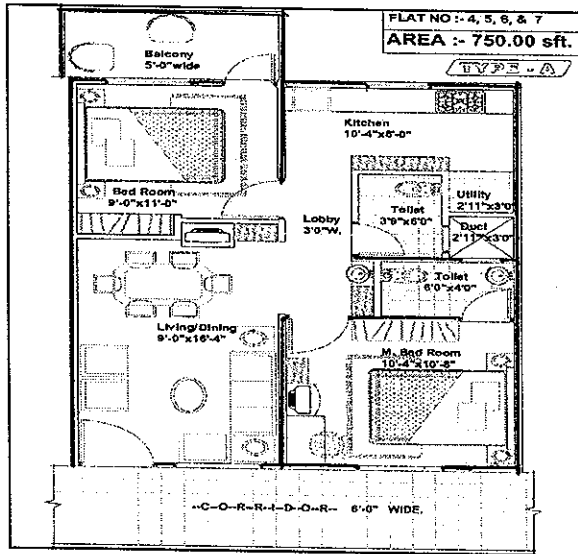 FLAT NO :- 4, 5, 6, & 7
AREA :- 750.00 sft.
TYPE - A
Balcony
5'-0" wide
Kitchen
10'-4"x8'-0"
Bed Room
9'-0"x11'-0"
Lobby
3'0"W.
Toilet
3'9"x6'0"
Utility
2'11"x3'0"
Duct
2'11"x3'0"
Toilet
6'0"x4'0"
Living/Dining
9'-0"x16'-4"
M. Bed Room
10'-4"x10'-6"
--C--O--R--R--I--D--O--R-- 6'-0" WIDE.